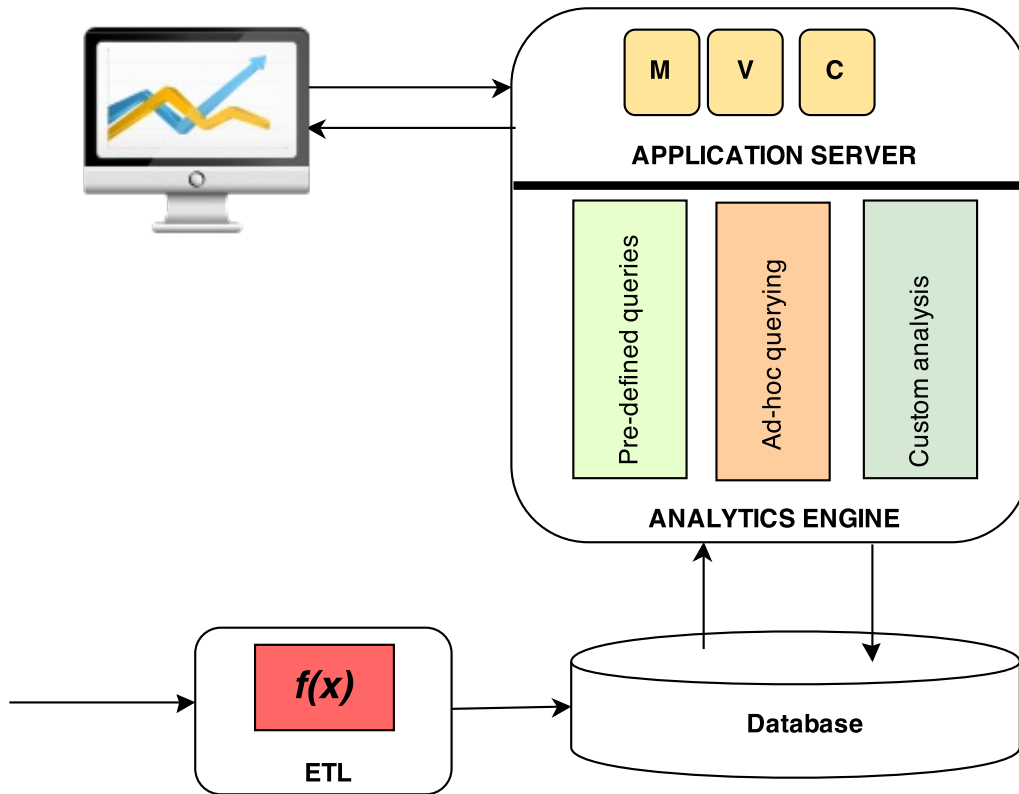 M V C
APPLICATION SERVER
Pre-defined queries
Ad-hoc querying
Custom analysis
ANALYTICS ENGINE
f(x)
ETL
Database